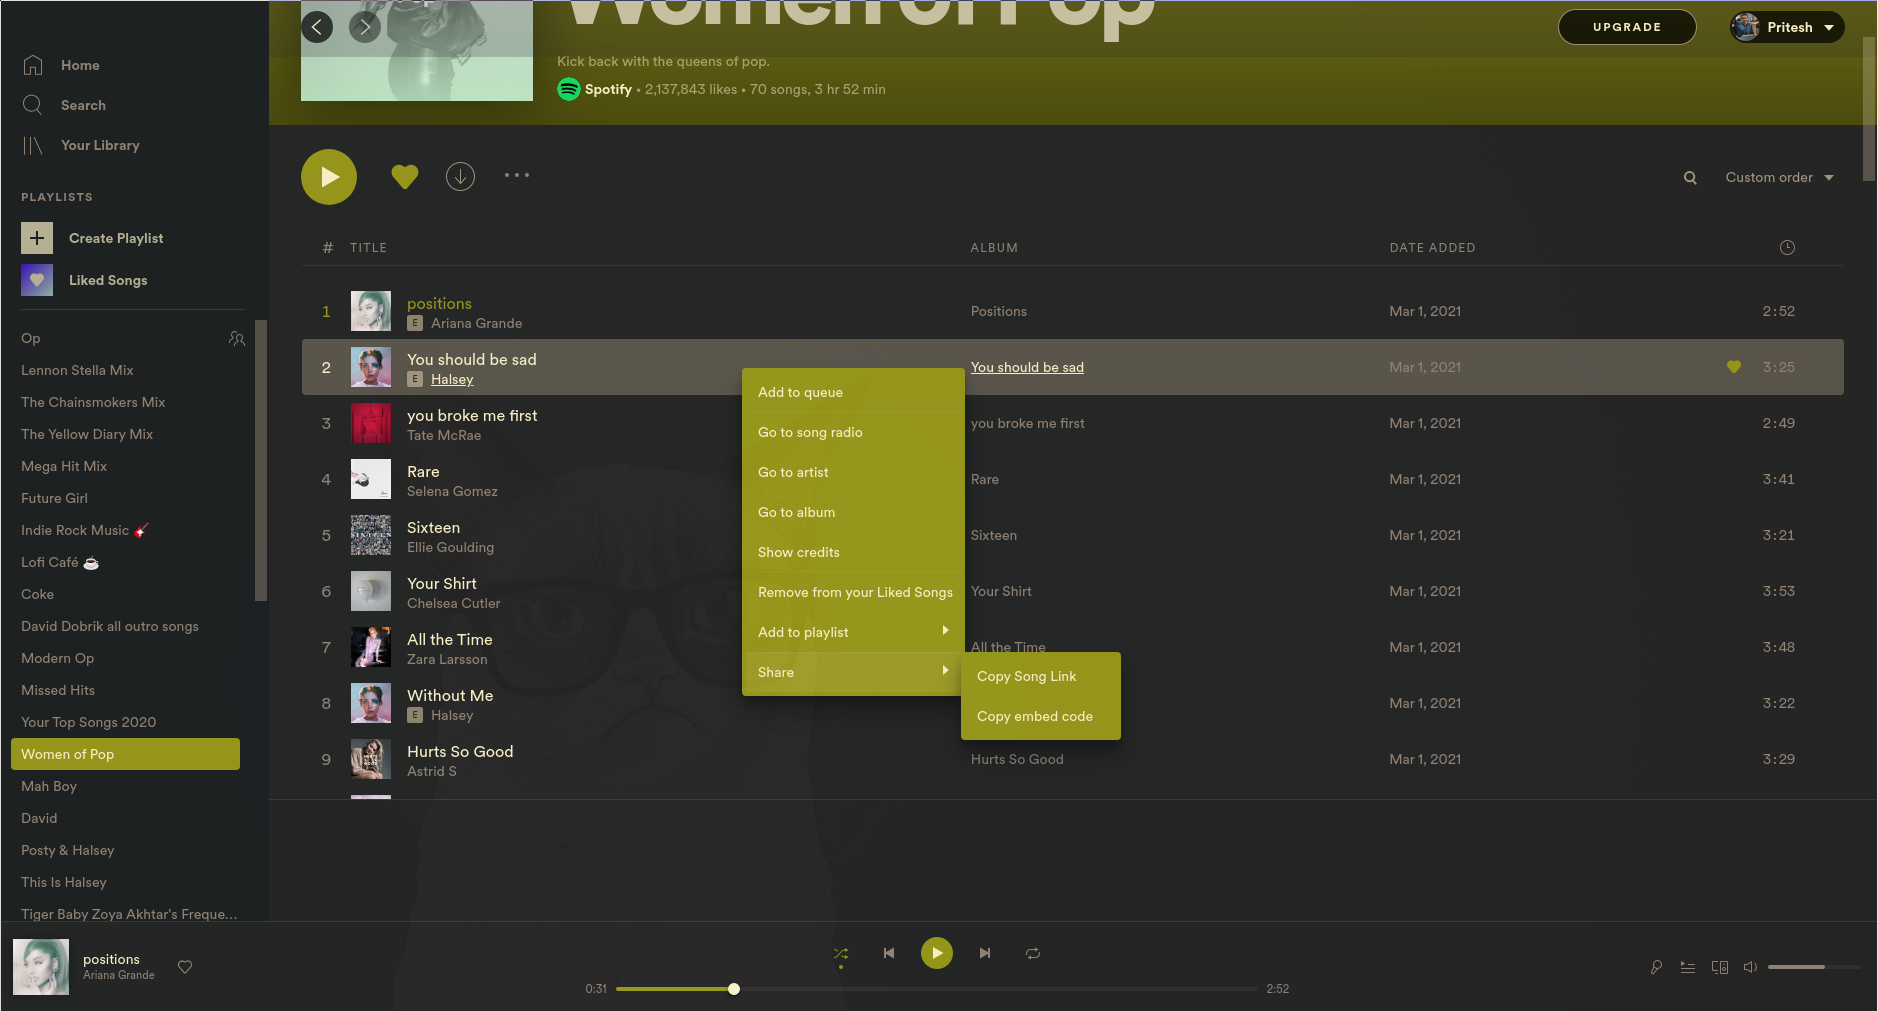 Home
Search
Your Library
PLAYLISTS
Create Playlist
Liked Songs
Op
Lennon Stella Mix
The Chainsmokers Mix
The Yellow Diary Mix
Mega Hit Mix
Future Girl
Indie Rock Music 🎸
Lofi Café ☕
Coke
David Dobrik all outro songs
Modern Op
Missed Hits
Your Top Songs 2020
Women of Pop
Mah Boy
David
Posty & Halsey
This Is Halsey
Tiger Baby Zoya Akhtar's Freque...
Women of Pop
UPGRADE
Pritesh
Kick back with the queens of pop.
Spotify • 2,137,843 likes • 70 songs, 3 hr 52 min
Custom order
# TITLE ALBUM DATE ADDED
1 positions Positions Mar 1, 2021 2:52
E Ariana Grande
2 You should be sad You should be sad Mar 1, 2021 3:25
E Halsey
3 you broke me first you broke me first Mar 1, 2021 2:49
Tate McRae
4 Rare Rare Mar 1, 2021 3:41
Selena Gomez
5 Sixteen Sixteen Mar 1, 2021 3:21
Ellie Goulding
6 Your Shirt Your Shirt Mar 1, 2021 3:53
Chelsea Cutler
7 All the Time All the Time Mar 1, 2021 3:48
Zara Larsson
8 Without Me Mar 1, 2021 3:22
E Halsey
9 Hurts So Good Hurts So Good Mar 1, 2021 3:29
Astrid S
Add to queue
Go to song radio
Go to artist
Go to album
Show credits
Remove from your Liked Songs
Add to playlist
Share
Copy Song Link
Copy embed code
positions
Ariana Grande
0:31
2:52